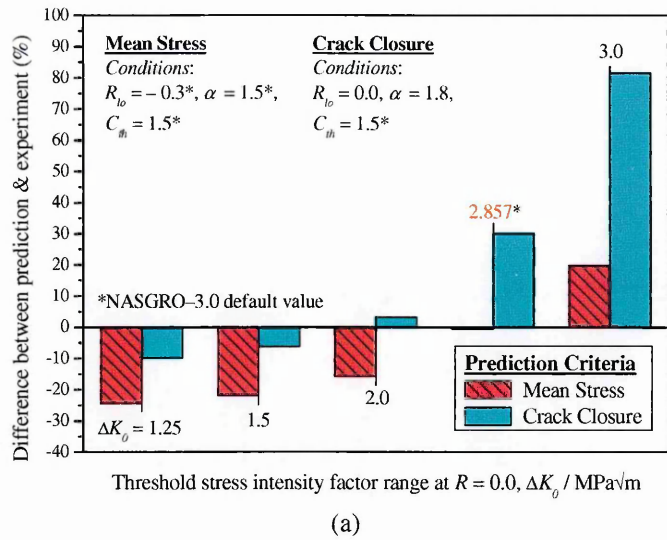 Difference between prediction & experiment (%)
100
90
80
70
60
50
40
30
20
10
0
-10
-20
-30
-40
Mean Stress
Conditions:
R_lo = – 0.3*, α = 1.5*,
C_th = 1.5*
Crack Closure
Conditions:
R_lo = 0.0, α = 1.8,
C_th = 1.5*
3.0
2.857*
*NASGRO–3.0 default value
ΔK_0 = 1.25
1.5
2.0
Prediction Criteria
Mean Stress
Crack Closure
Threshold stress intensity factor range at R = 0.0, ΔK_0 / MPa√m
(a)